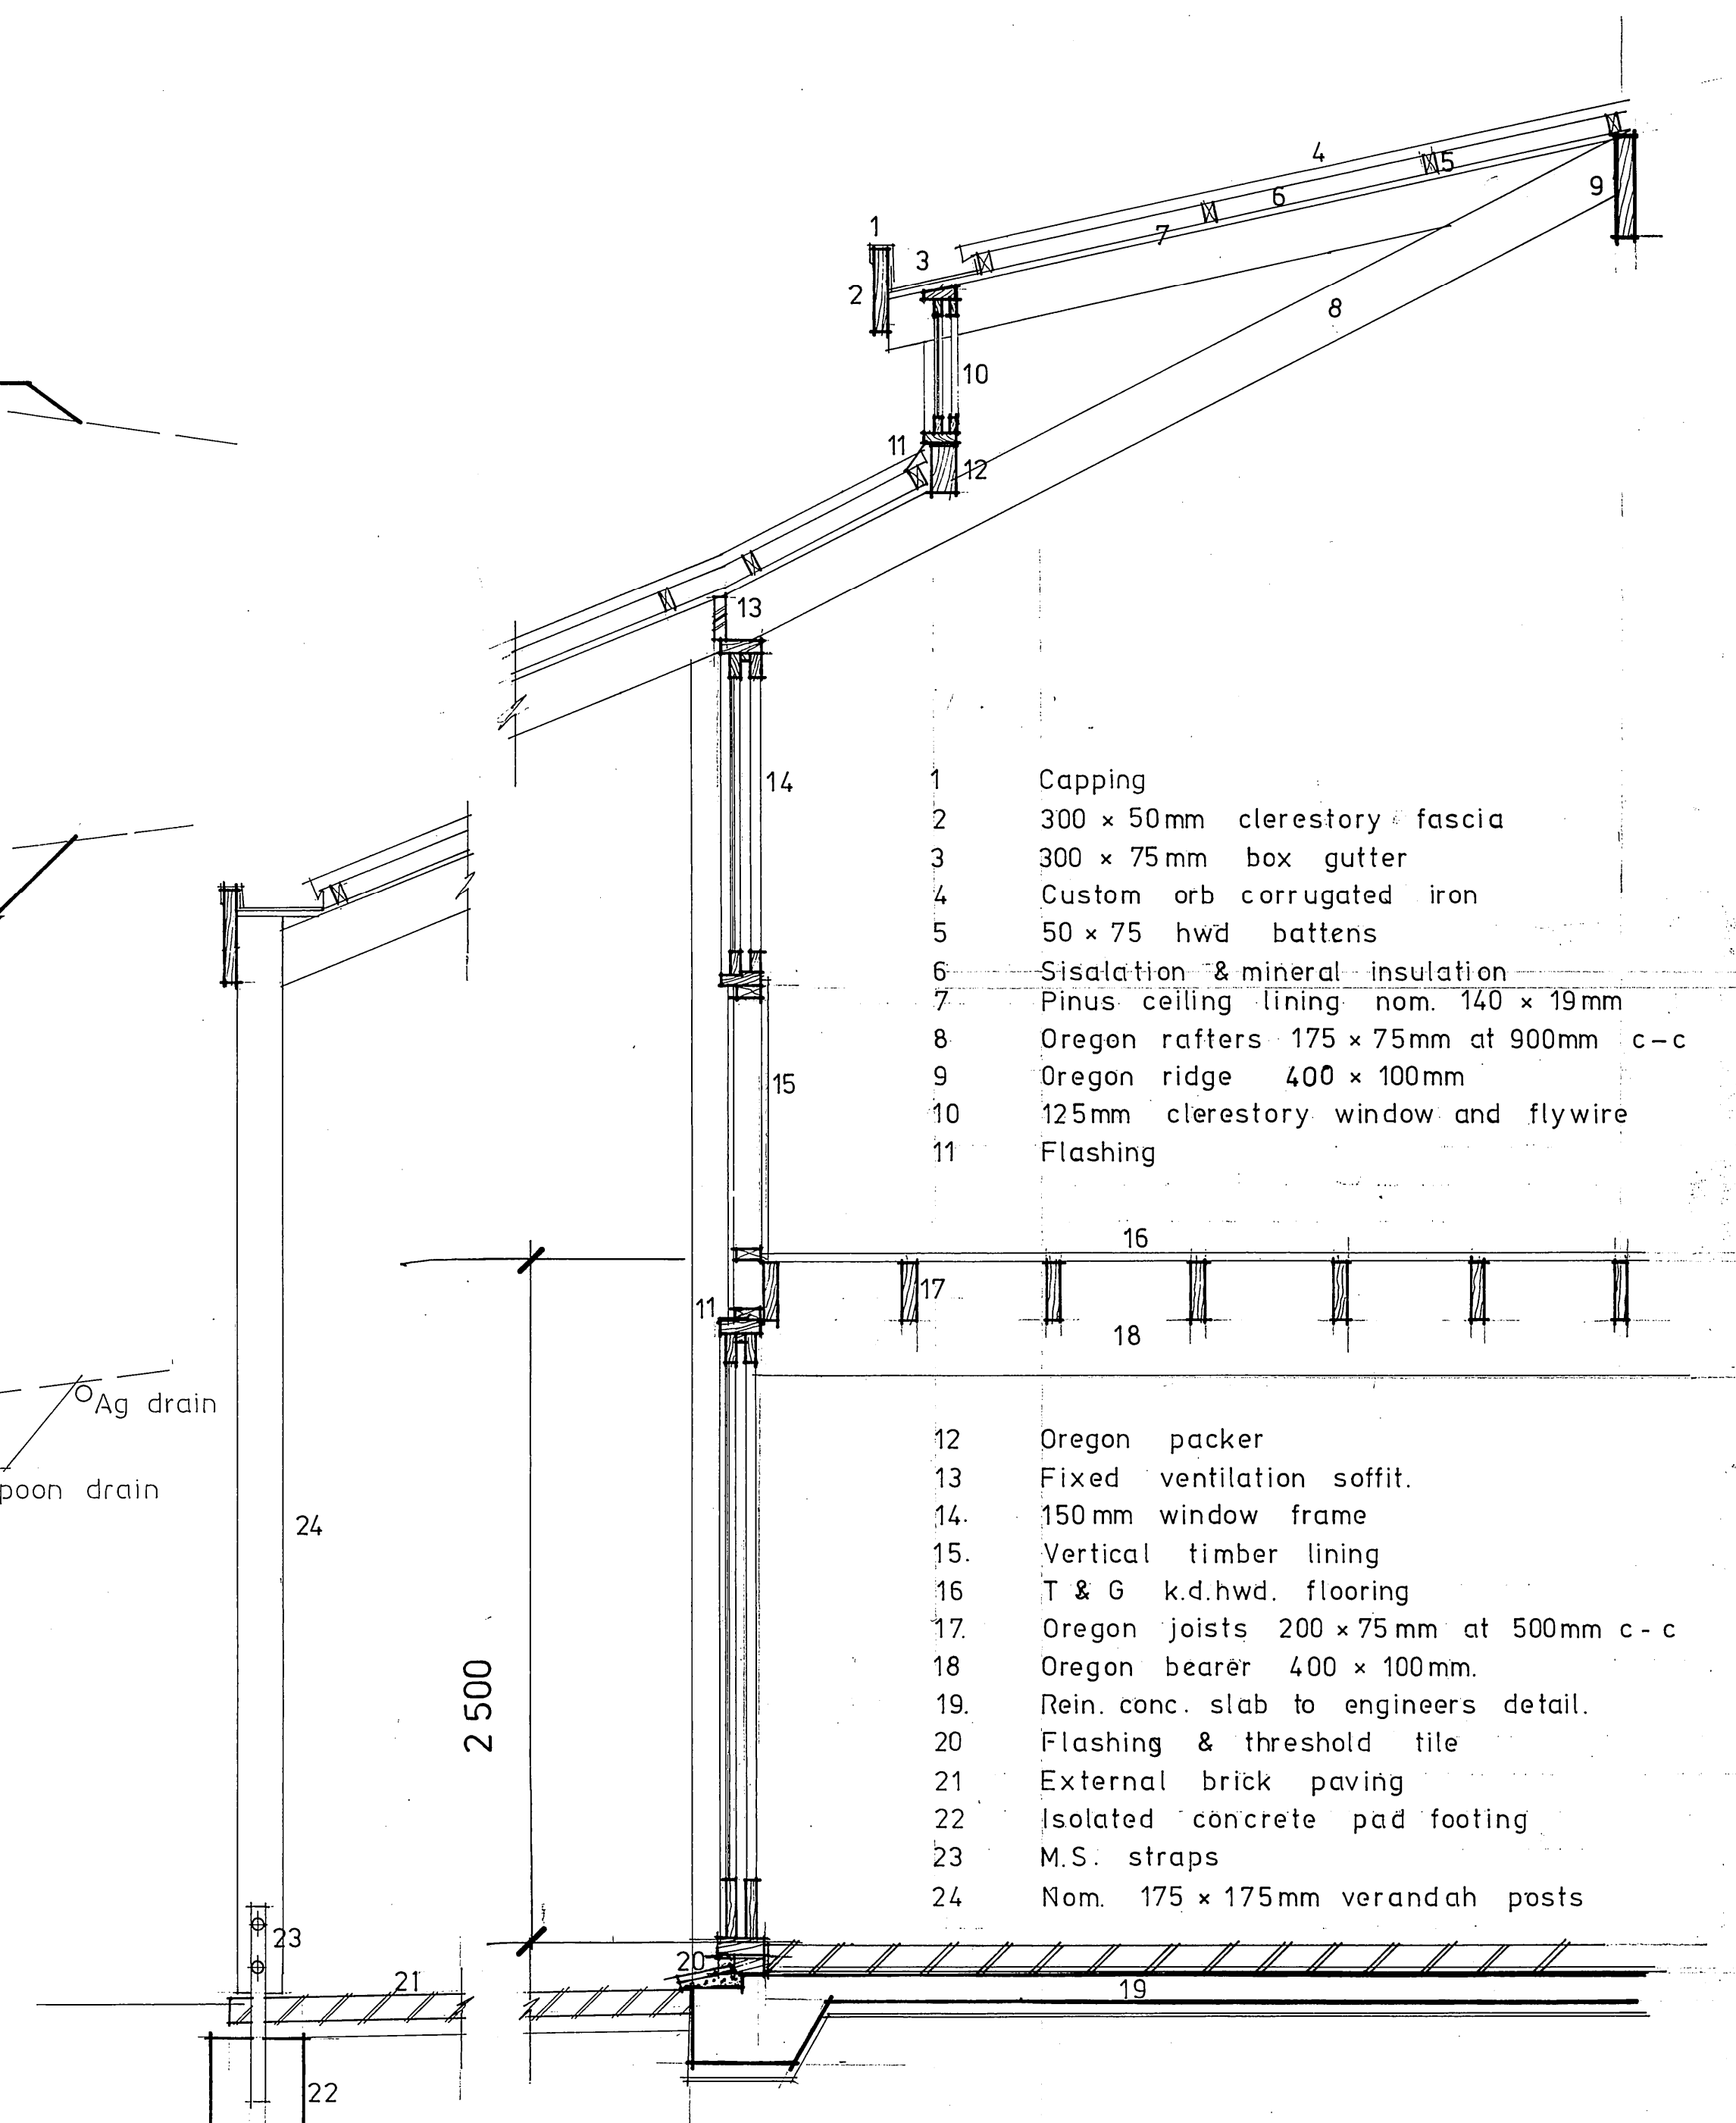 4
5
9
6
1
7
3
2
8
10
11
12
13
14
1 Capping
2 300 × 50mm clerestory fascia
3 300 × 75mm box gutter
4 Custom orb corrugated iron
5 50 × 75 hwd battens
6 Sisalation & mineral insulation
7 Pinus ceiling lining nom. 140 × 19mm
8 Oregon rafters 175 × 75mm at 900mm c-c
9 Oregon ridge 400 × 100mm
10 125mm clerestory window and flywire
11 Flashing
15
16
17
11
18
Ag drain
poon drain
24
2 500
12 Oregon packer
13 Fixed ventilation soffit.
14. 150mm window frame
15. Vertical timber lining
16 T & G k.d.hwd. flooring
17. Oregon joists 200 × 75mm at 500mm c-c
18 Oregon bearer 400 × 100mm.
19. Rein. conc. slab to engineers detail.
20 Flashing & threshold tile
21 External brick paving
22 Isolated concrete pad footing
23 M.S. straps
24 Nom. 175 × 175mm verandah posts
23
20
21
19
22